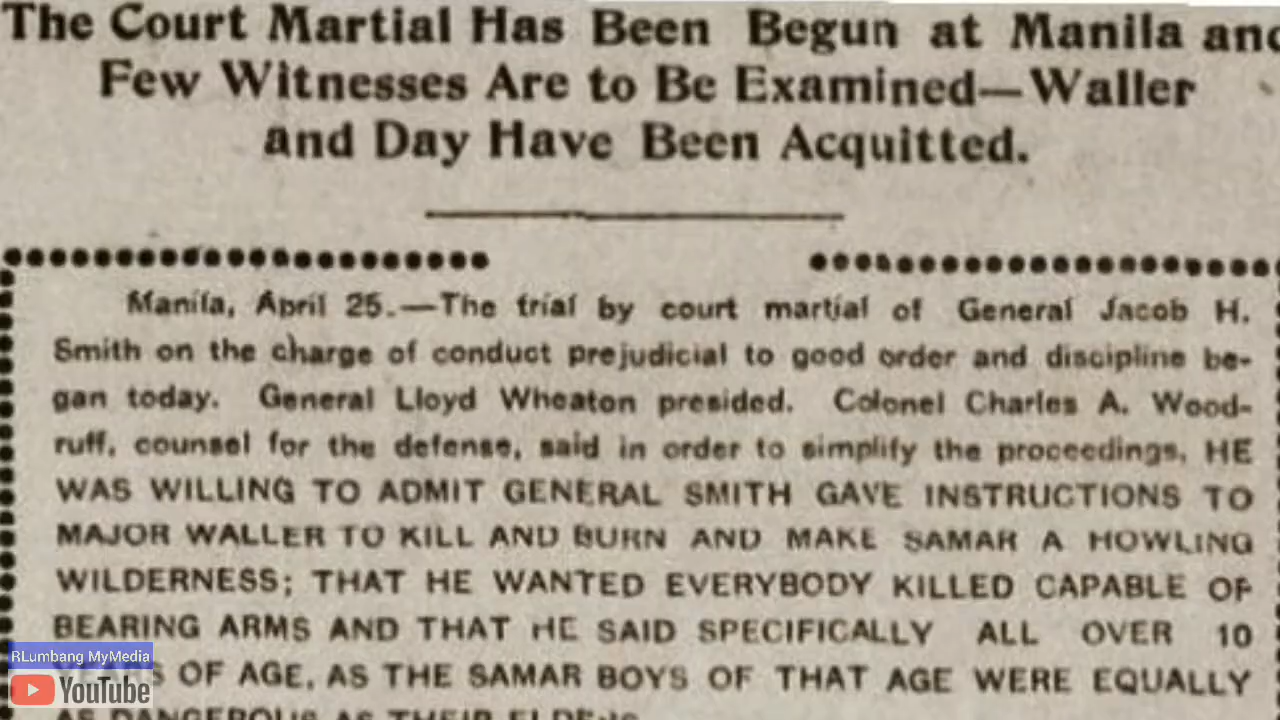 The Court Martial Has Been Begun at Manila and
Few Witnesses Are to Be Examined—Waller
and Day Have Been Acquitted.
Manila, April 25.—The trial by court martial of General Jacob H.
Smith on the charge of conduct prejudicial to good order and discipline be-
gan today. General Lloyd Wheaton presided. Colonel Charles A. Wood-
ruff, counsel for the defense, said in order to simplify the proceedings, HE
WAS WILLING TO ADMIT GENERAL SMITH GAVE INSTRUCTIONS TO
MAJOR WALLER TO KILL AND BURN AND MAKE SAMAR A HOWLING
WILDERNESS; THAT HE WANTED EVERYBODY KILLED CAPABLE OF
BEARING ARMS AND THAT HE SAID SPECIFICALLY ALL OVER 10
YEARS OF AGE, AS THE SAMAR BOYS OF THAT AGE WERE EQUALLY
AS DANGEROUS AS THEIR ELDERS
RLumbang MyMedia
YouTube